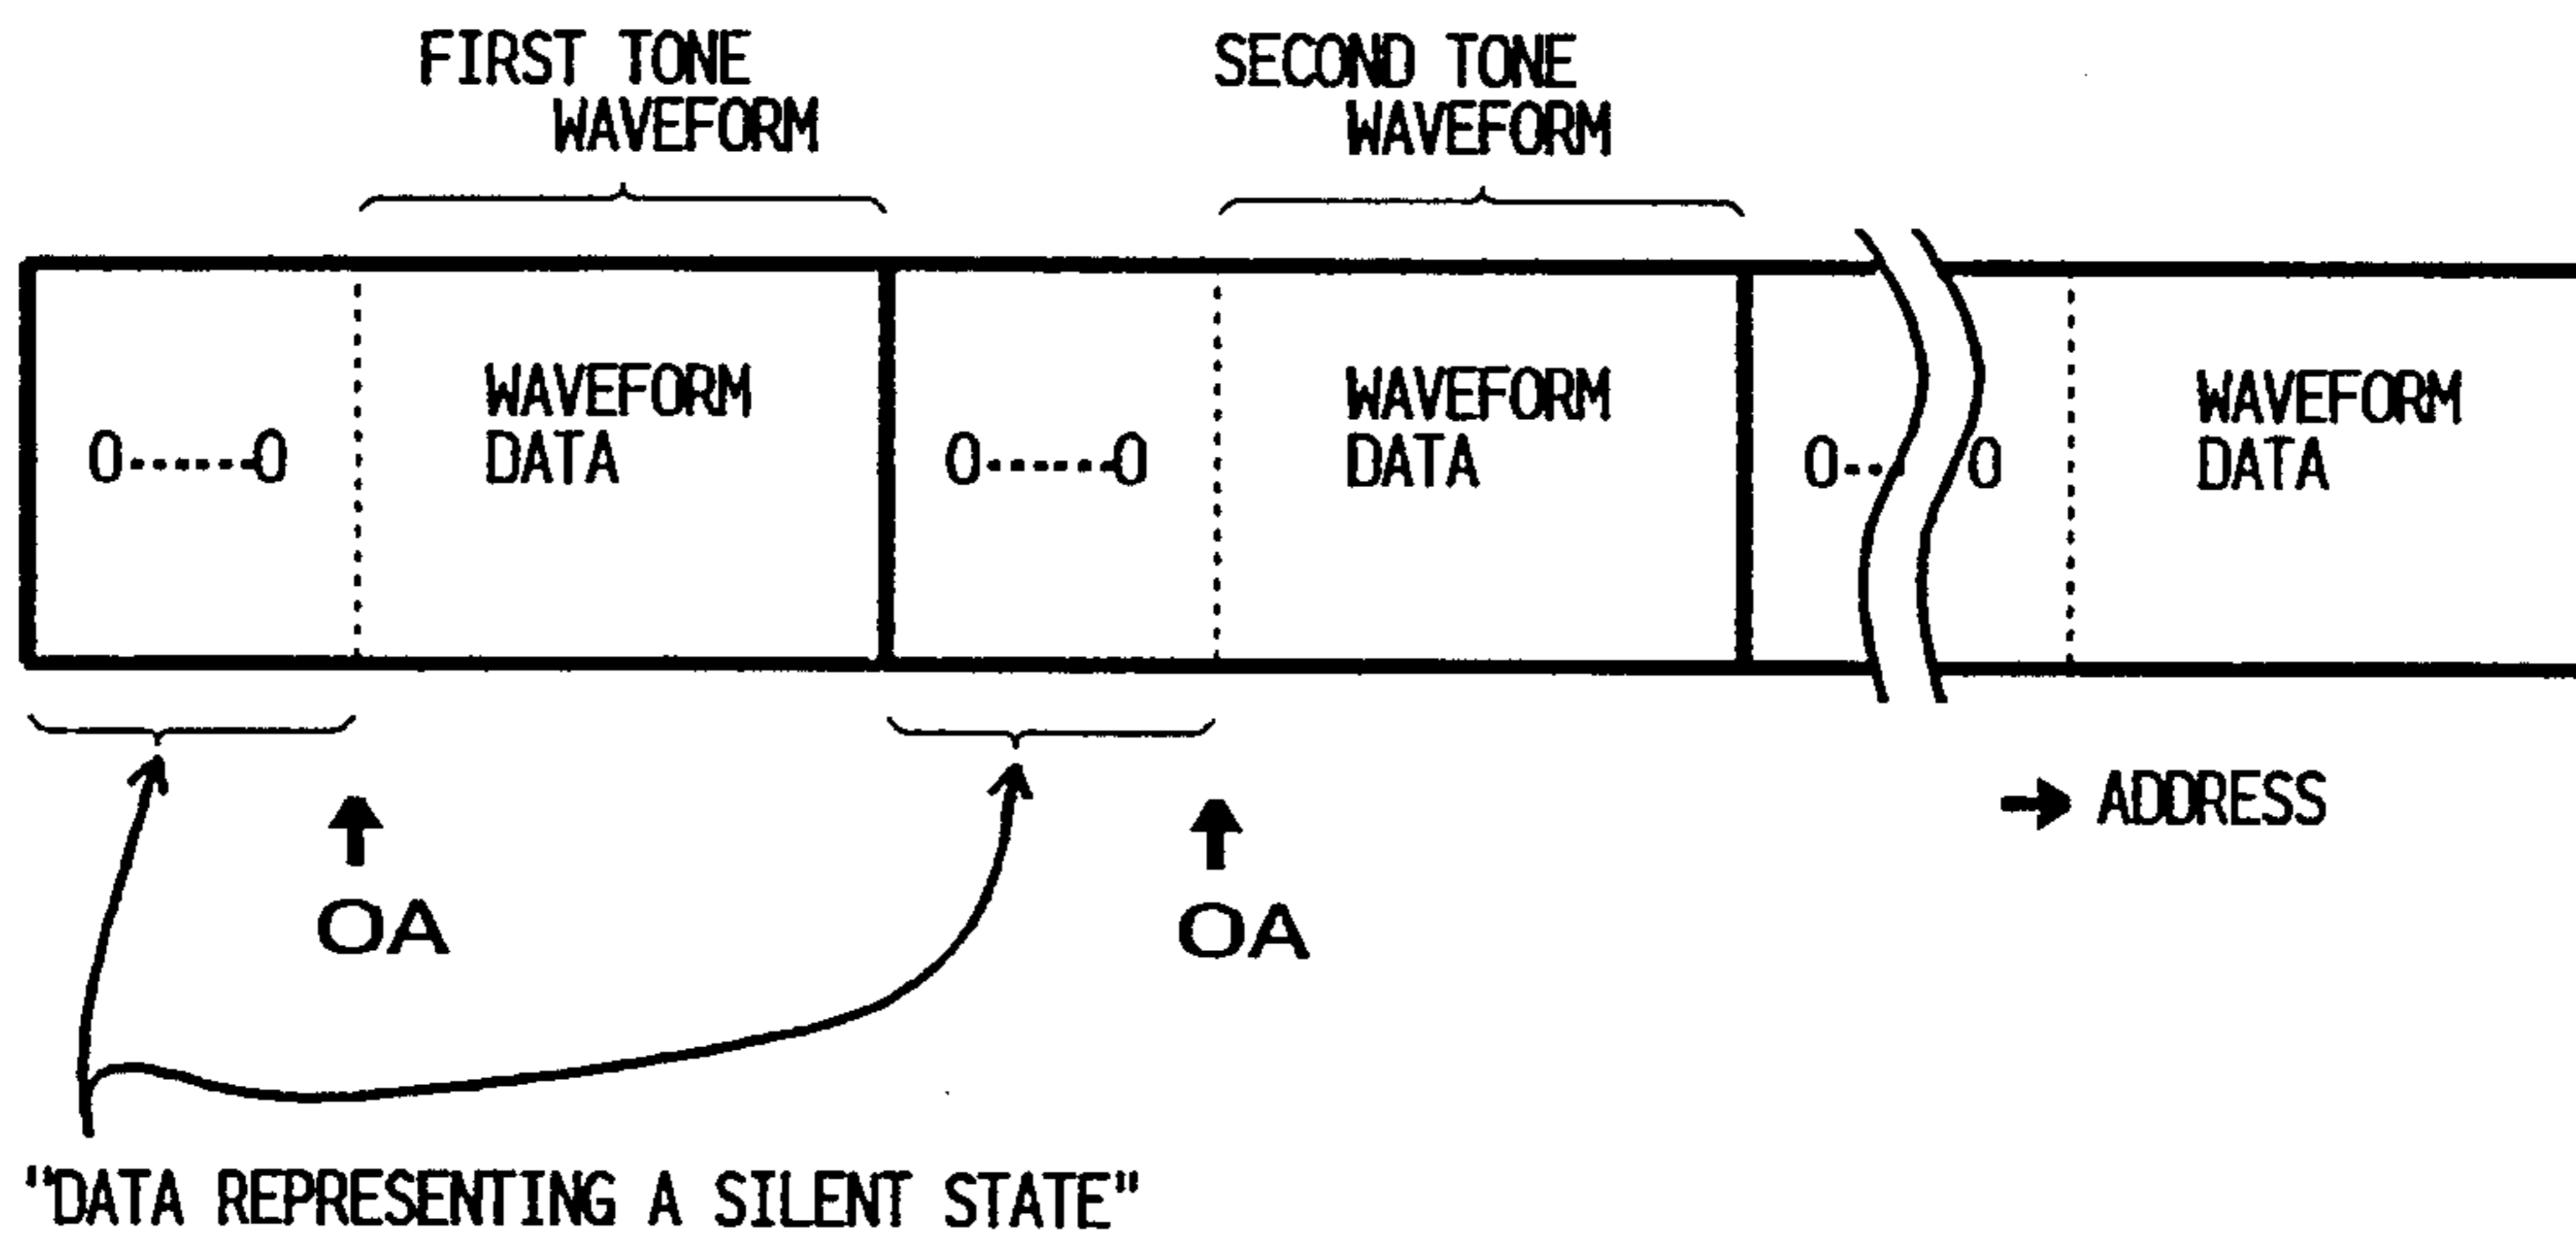 FIRST TONE
WAVEFORM
SECOND TONE
WAVEFORM
0------0
WAVEFORM
DATA
0------0
WAVEFORM
DATA
0--- 0
WAVEFORM
DATA
OA
OA
→ ADDRESS
"DATA REPRESENTING A SILENT STATE"